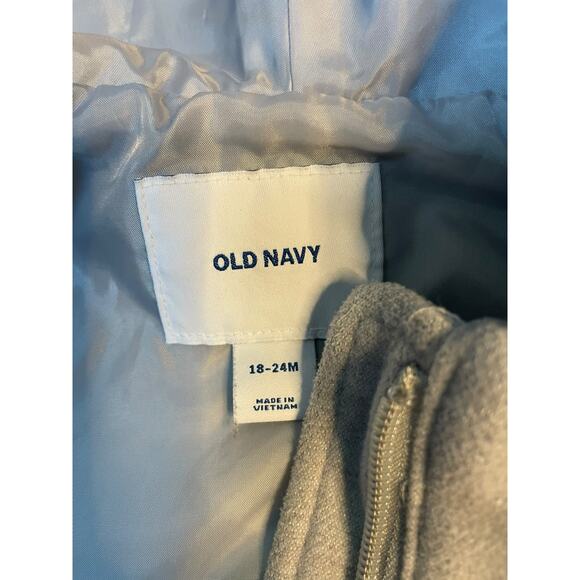 OLD NAVY
18-24M
MADE IN
VIETNAM